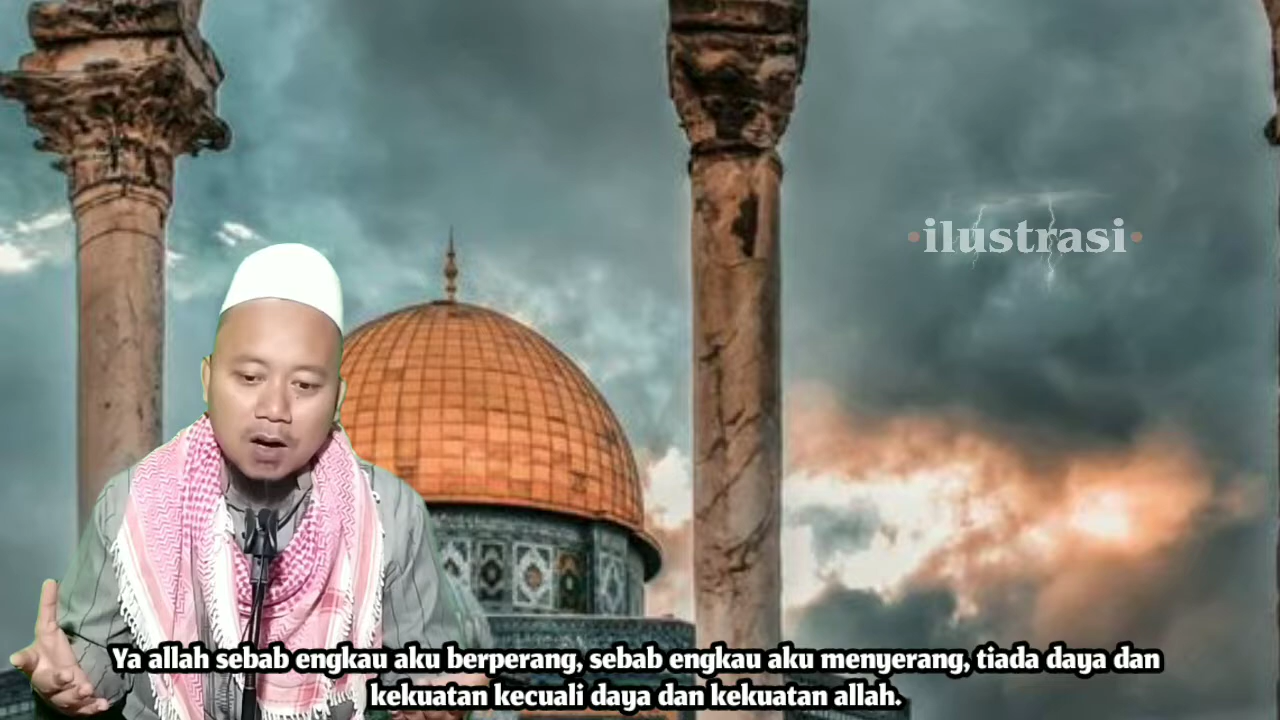 •ilustrasi•
Ya allah sebab engkau aku berperang, sebab engkau aku menyerang, tiada daya dan
kekuatan kecuali daya dan kekuatan allah.